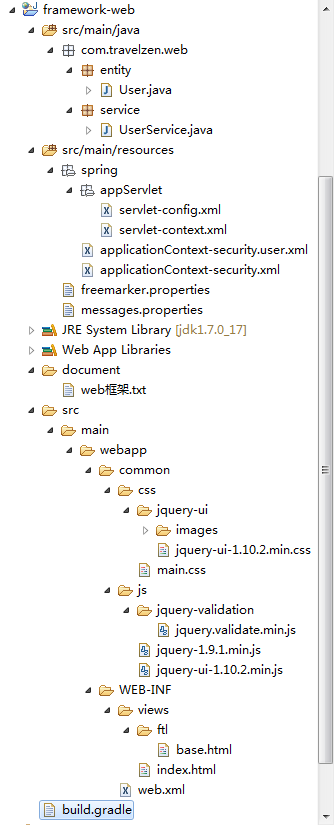 framework-web
src/main/java
com.travelzen.web
entity
User.java
service
UserService.java
src/main/resources
spring
appServlet
servlet-config.xml
servlet-context.xml
applicationContext-security.user.xml
applicationContext-security.xml
freemarker.properties
messages.properties
JRE System Library [jdk1.7.0_17]
Web App Libraries
document
web框架.txt
src
main
webapp
common
css
jquery-ui
images
jquery-ui-1.10.2.min.css
main.css
js
jquery-validation
jquery.validate.min.js
jquery-1.9.1.min.js
jquery-ui-1.10.2.min.js
WEB-INF
views
ftl
base.html
index.html
web.xml
build.gradle